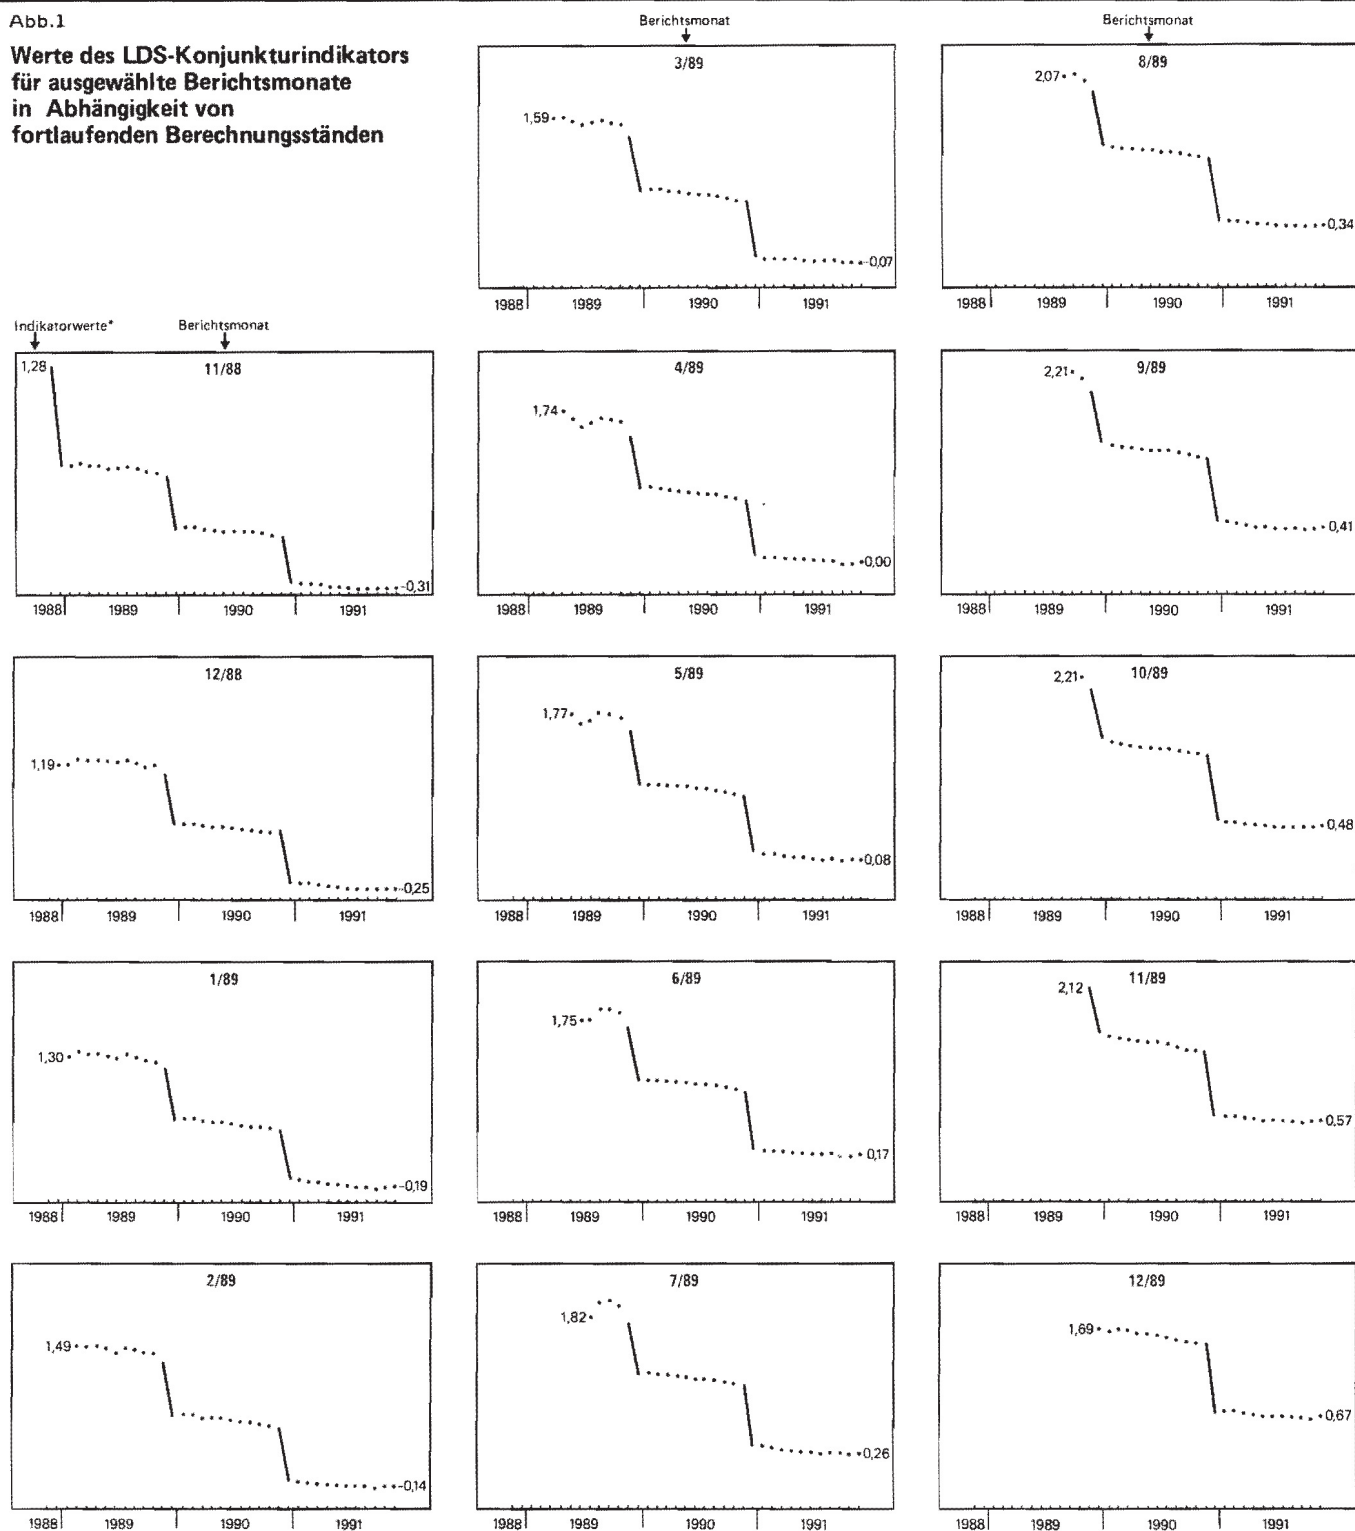 Abb.1
Werte des LDS-Konjunkturindikators
für ausgewählte Berichtsmonate
in Abhängigkeit von
fortlaufenden Berechnungsständen
Indikatorwerte* Berichtsmonat
11/88
1,28
-0,31
1988 1989 1990 1991
12/88
1,19
-0,25
1988 1989 1990 1991
1/89
1,30
-0,19
1988 1989 1990 1991
2/89
1,49
-0,14
1988 1989 1990 1991
Berichtsmonat
3/89
1,59
-0,07
1988 1989 1990 1991
4/89
1,74
-0,00
1988 1989 1990 1991
5/89
1,77
0,08
1988 1989 1990 1991
6/89
1,75
0,17
1988 1989 1990 1991
7/89
1,82
0,26
1988 1989 1990 1991
Berichtsmonat
8/89
2,07
0,34
1988 1989 1990 1991
9/89
2,21
0,41
1988 1989 1990 1991
10/89
2,21
0,48
1988 1989 1990 1991
11/89
2,12
0,57
1988 1989 1990 1991
12/89
1,69
0,67
1988 1989 1990 1991